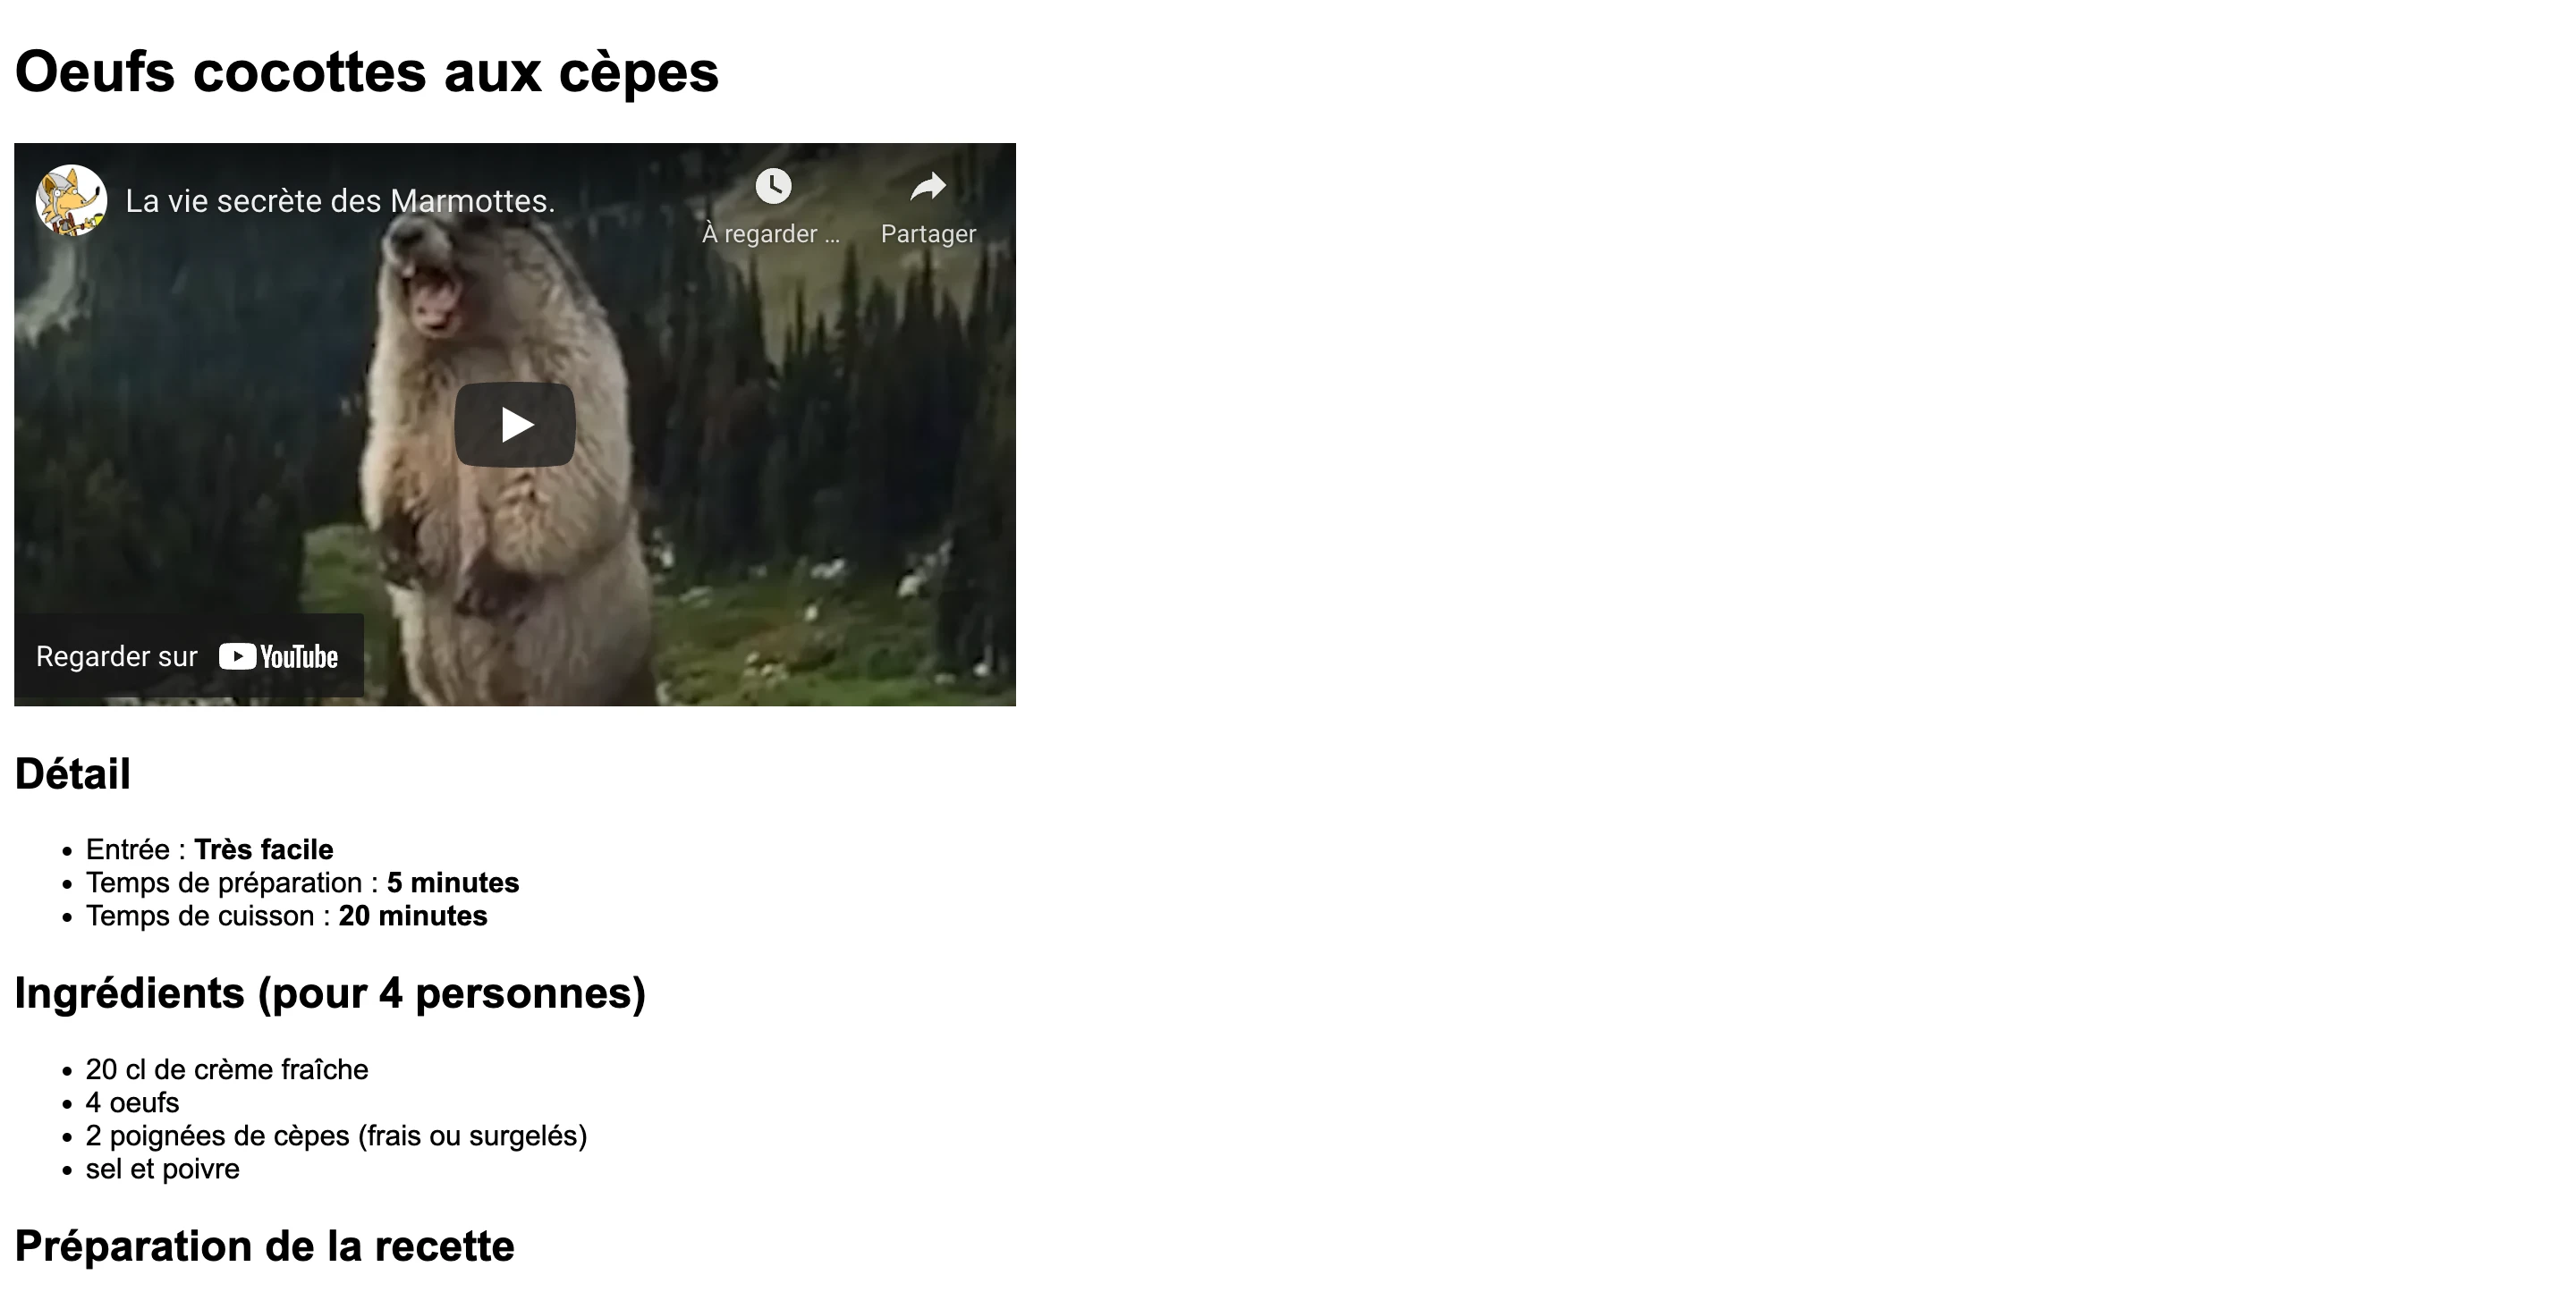 Oeufs cocottes aux cèpes
La vie secrète des Marmottes.
À regarder ...
Partager
Regarder sur YouTube
Détail
Entrée : Très facile
Temps de préparation : 5 minutes
Temps de cuisson : 20 minutes
Ingrédients (pour 4 personnes)
20 cl de crème fraîche
4 oeufs
2 poignées de cèpes (frais ou surgelés)
sel et poivre
Préparation de la recette